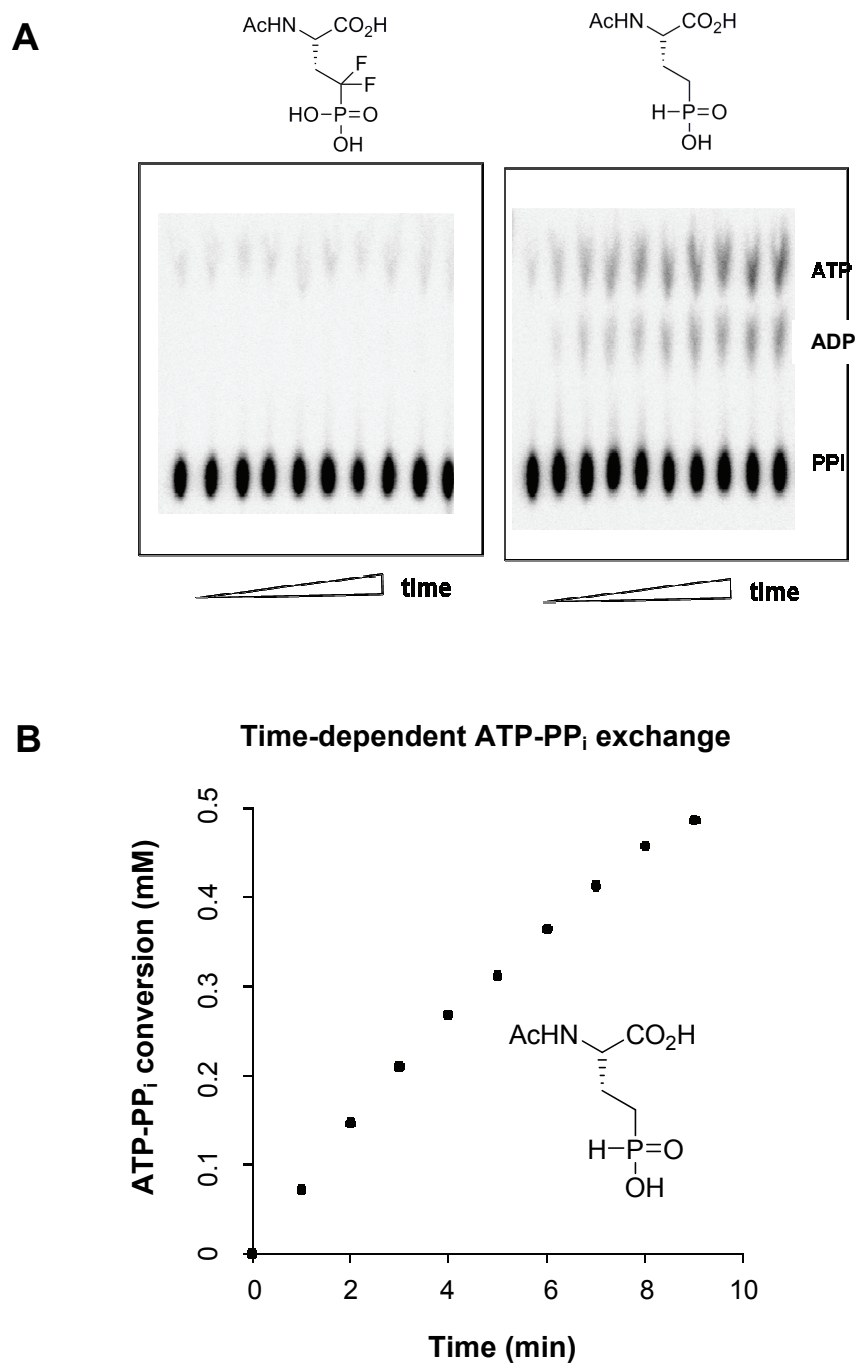 A
AcHN CO₂H
F
F
HO-P=O
OH
AcHN CO₂H
H-P=O
OH
ATP
ADP
PPI
time
time
B
Time-dependent ATP-PPᵢ exchange
ATP-PPᵢ conversion (mM)
0.5
0.4
0.3
0.2
0.1
0
AcHN CO₂H
H-P=O
OH
0 2 4 6 8 10
Time (min)